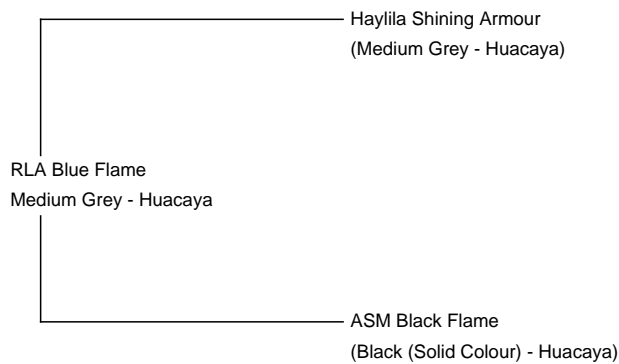 Haylila Shining Armour
(Medium Grey - Huacaya)
RLA Blue Flame
Medium Grey - Huacaya
ASM Black Flame
(Black (Solid Colour) - Huacaya)